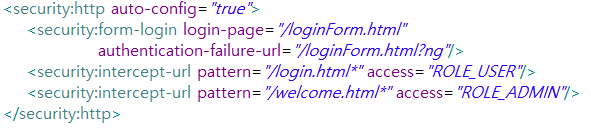 <security:http auto-config="true">
<security:form-login login-page="/loginForm.html"
authentication-failure-url="/loginForm.html?ng"/>
<security:intercept-url pattern="/login.html*" access="ROLE_USER"/>
<security:intercept-url pattern="/welcome.html*" access="ROLE_ADMIN"/>
</security:http>